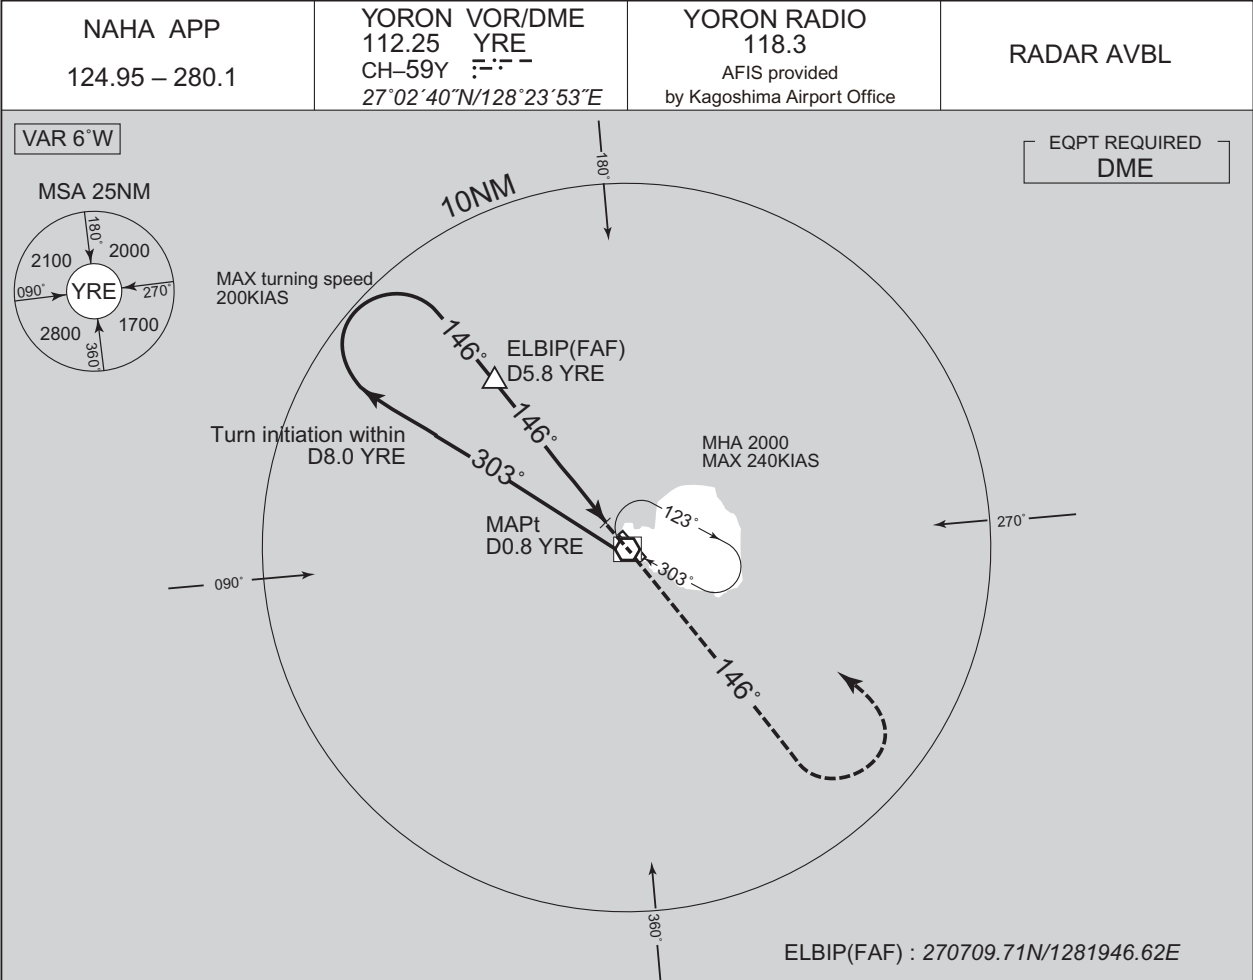 NAHA APP
124.95 – 280.1
YORON VOR/DME
112.25 YRE
CH–59Y
27°02´40˝N/128°23´53˝E
YORON RADIO
118.3
AFIS provided
by Kagoshima Airport Office
RADAR AVBL
VAR 6˚W
EQPT REQUIRED
DME
MSA 25NM
180˚
2100
2000
090˚
YRE
270˚
2800
1700
360˚
180˚
10NM
MAX turning speed
200KIAS
146˚
ELBIP(FAF)
D5.8 YRE
146˚
Turn initiation within
D8.0 YRE
303˚
MHA 2000
MAX 240KIAS
MAPt
D0.8 YRE
123˚
303˚
270˚
090˚
146˚
360˚
ELBIP(FAF) : 270709.71N/1281946.62E